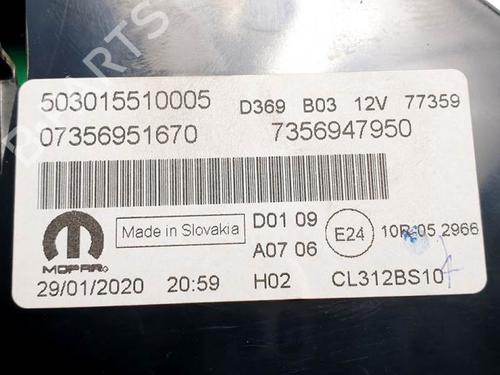 503015510005 D369 B03 12V 77359
07356951670 7356947950
MOPAR Made in Slovakia D01 09 E24 10R-05 2966
A07 06
29/01/2020 20:59 H02 CL312BS10